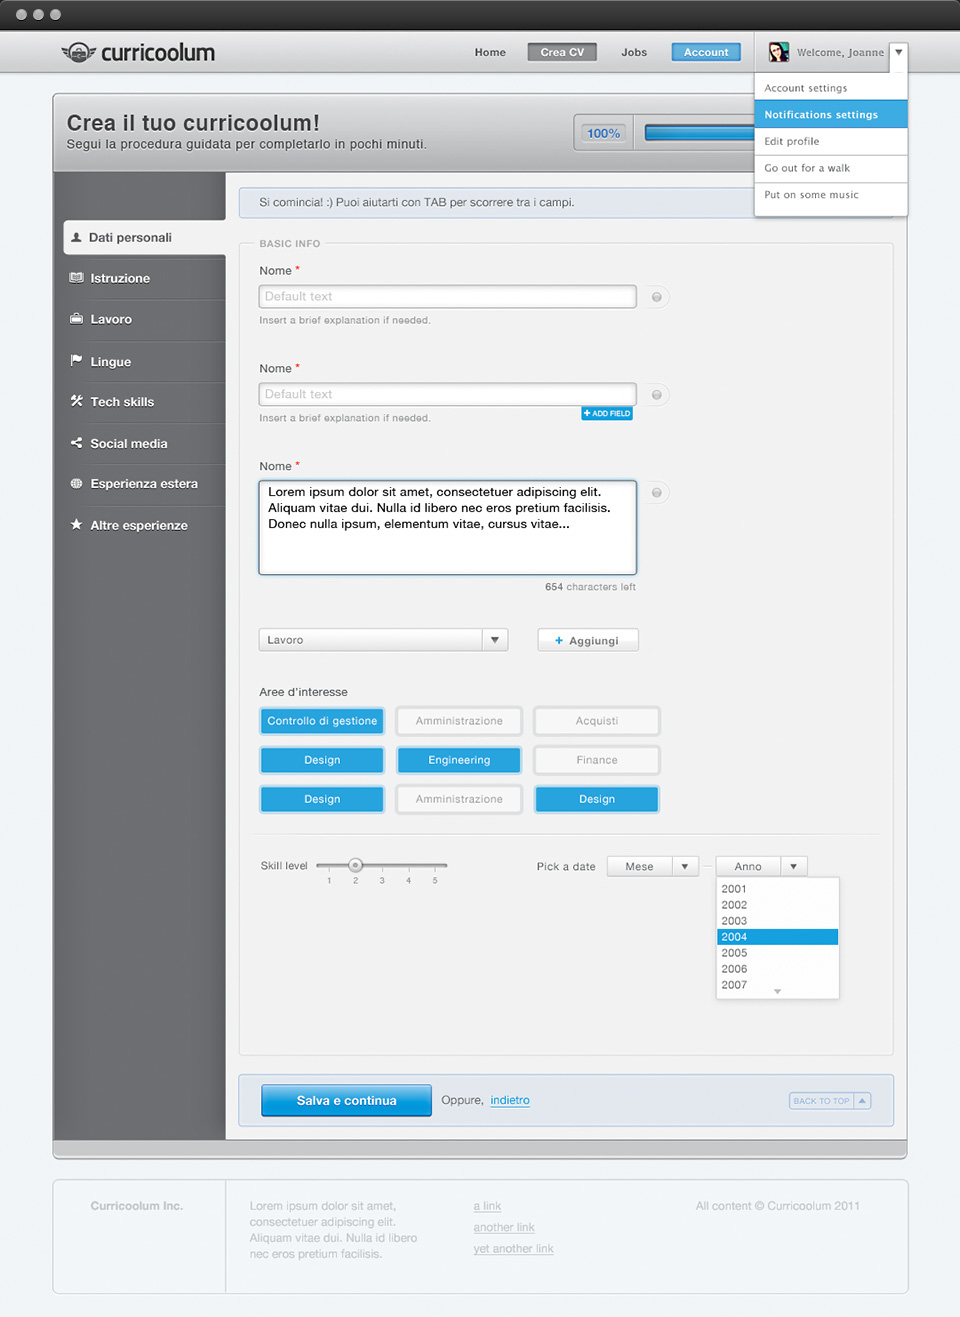 curricoolum
Home
Crea CV
Jobs
Account
Welcome, Joanne
Account settings
Notifications settings
Edit profile
Go out for a walk
Put on some music
Crea il tuo curricoolum!
Segui la procedura guidata per completarlo in pochi minuti.
100%
Dati personali
Istruzione
Lavoro
Lingue
Tech skills
Social media
Esperienza estera
Altre esperienze
Si comincia! :) Puoi aiutarti con TAB per scorrere tra i campi.
BASIC INFO
Nome *
Default text
Insert a brief explanation if needed.
Nome *
Default text
Insert a brief explanation if needed.
+ ADD FIELD
Nome *
Lorem ipsum dolor sit amet, consectetuer adipiscing elit.
Aliquam vitae dui. Nulla id libero nec eros pretium facilisis.
Donec nulla ipsum, elementum vitae, cursus vitae...
654 characters left
Lavoro
+ Aggiungi
Aree d'interesse
Controllo di gestione
Amministrazione
Acquisti
Design
Engineering
Finance
Design
Amministrazione
Design
Skill level
1 2 3 4 5
Pick a date
Mese
Anno
2001
2002
2003
2004
2005
2006
2007
Salva e continua
Oppure, indietro
BACK TO TOP
Curricoolum Inc.
Lorem ipsum dolor sit amet,
consectetuer adipiscing elit.
Aliquam vitae dui. Nulla id libero
nec eros pretium facilisis.
a link
another link
yet another link
All content © Curricoolum 2011